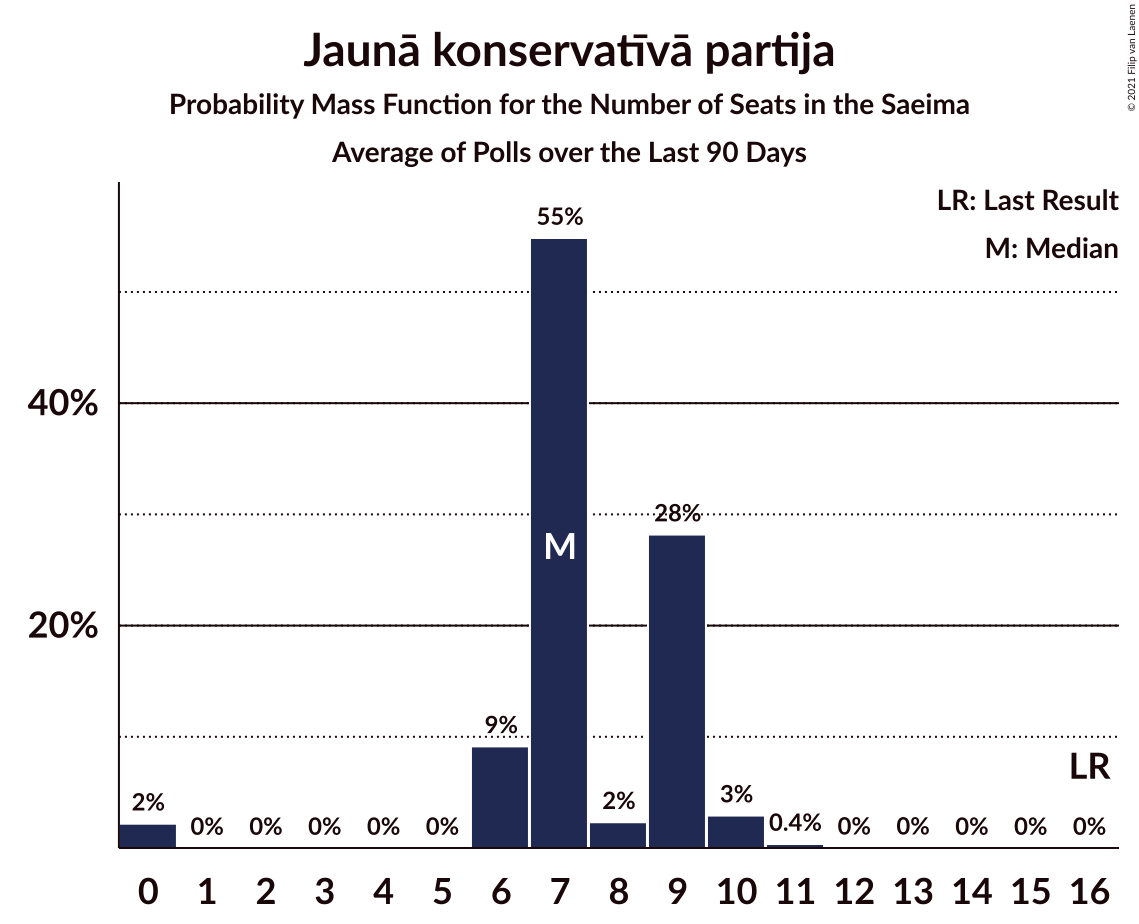 Jaunā konservatīvā partija
Probability Mass Function for the Number of Seats in the Saeima
Average of Polls over the Last 90 Days
© 2021 Filip van Laenen
LR: Last Result
M: Median
55%
40%
28%
M
20%
9%
LR
2% 0% 0% 0% 0% 0% 2% 3% 0.4% 0% 0% 0% 0% 0%
0 1 2 3 4 5 6 7 8 9 10 11 12 13 14 15 16